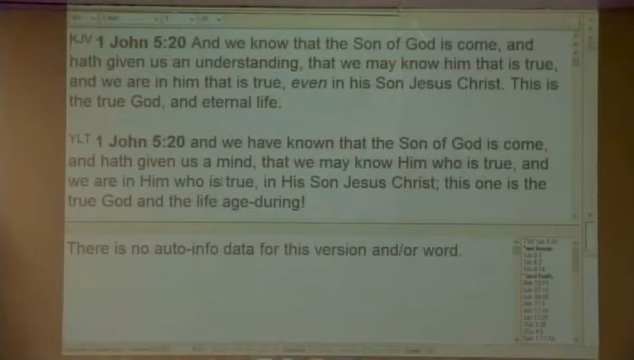 KJV 1 John 5:20 And we know that the Son of God is come, and
hath given us an understanding, that we may know him that is true,
and we are in him that is true, even in his Son Jesus Christ. This is
the true God, and eternal life.
YLT 1 John 5:20 and we have known that the Son of God is come,
and hath given us a mind, that we may know Him who is true, and
we are in Him who is true, in His Son Jesus Christ; this one is the
true God and the life age-during!
There is no auto-info data for this version and/or word.